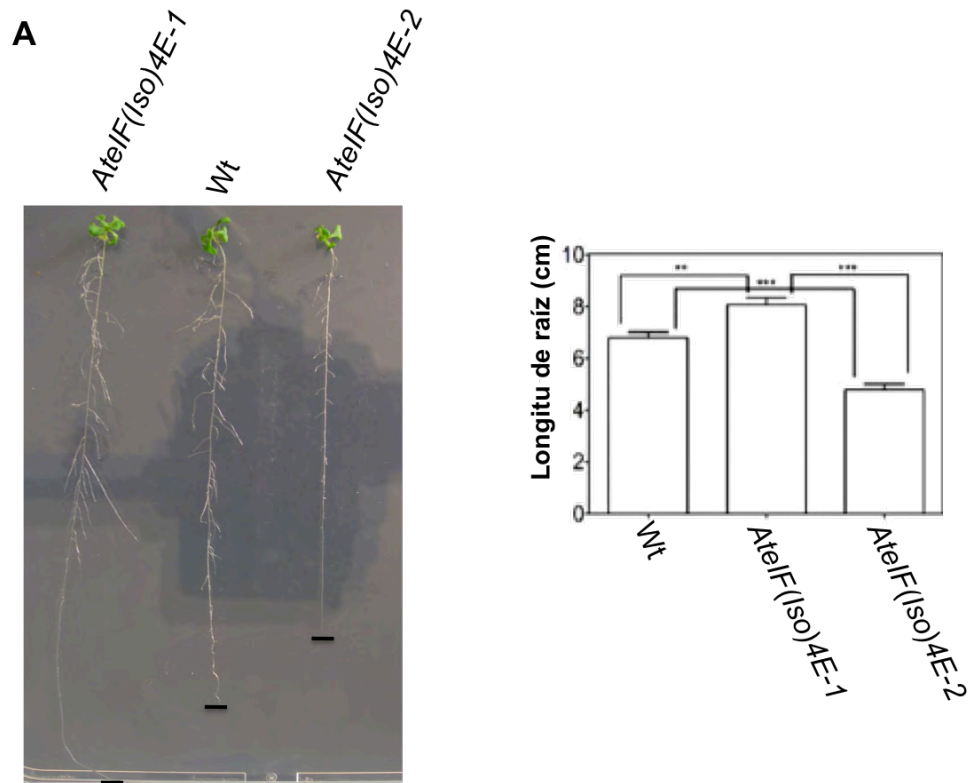 A
AteIF(Iso)4E-1
Wt
AteIF(Iso)4E-2
Longitu de raíz (cm)
10
8
6
4
2
0
**
***
***
Wt
AteIF(Iso)4E-1
AteIF(Iso)4E-2